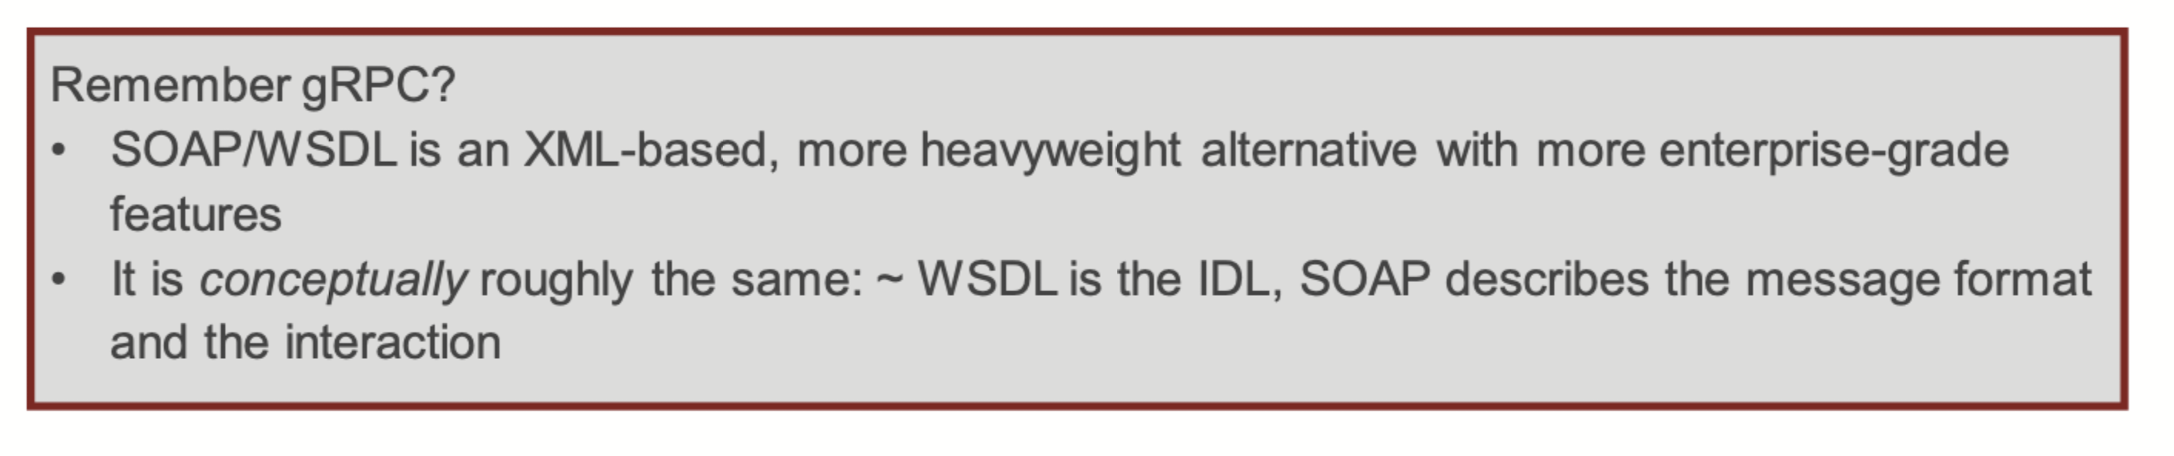 Remember gRPC?
• SOAP/WSDL is an XML-based, more heavyweight alternative with more enterprise-grade
features
• It is conceptually roughly the same: ~ WSDL is the IDL, SOAP describes the message format
and the interaction